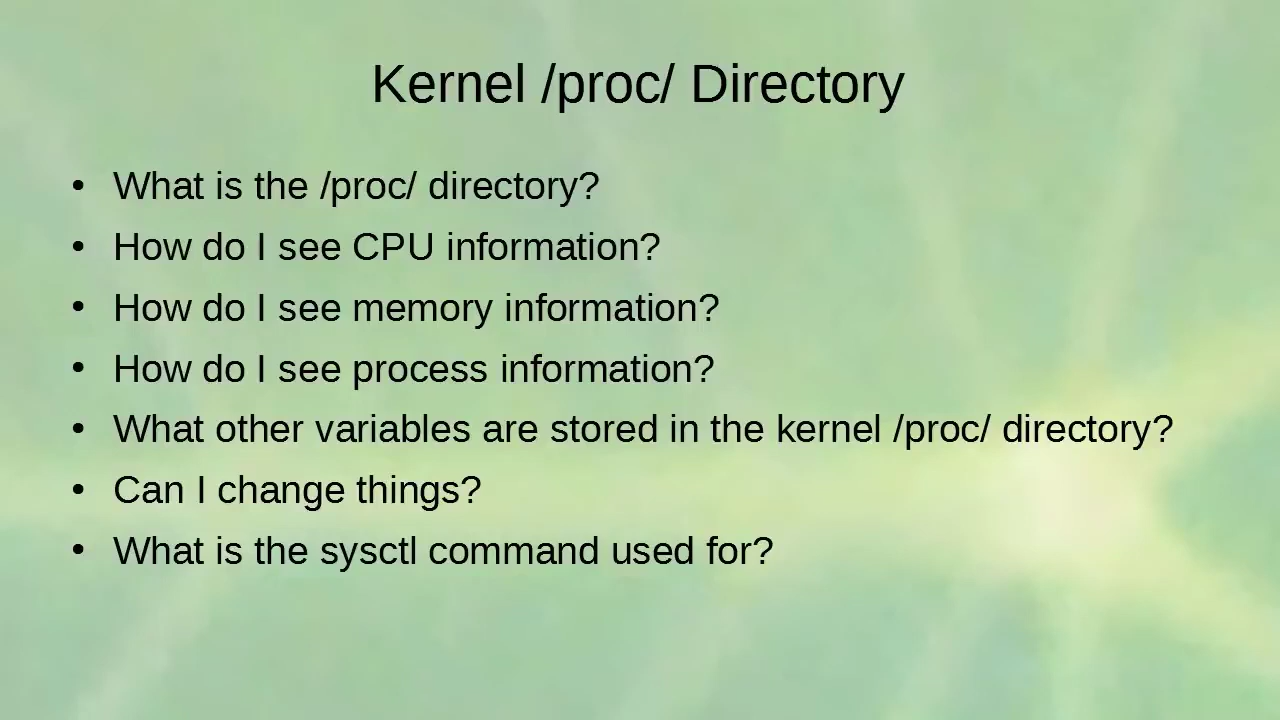 Kernel /proc/ Directory
• What is the /proc/ directory?
• How do I see CPU information?
• How do I see memory information?
• How do I see process information?
• What other variables are stored in the kernel /proc/ directory?
• Can I change things?
• What is the sysctl command used for?